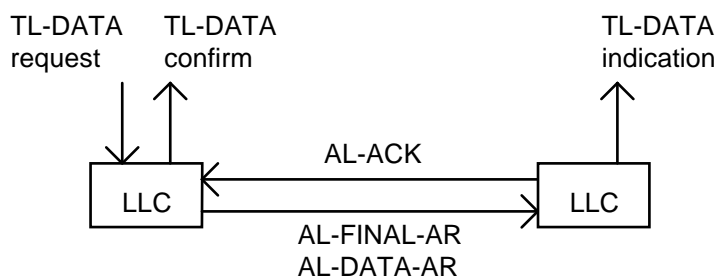 TL-DATA
request
TL-DATA
confirm
TL-DATA
indication
AL-ACK
LLC
LLC
AL-FINAL-AR
AL-DATA-AR